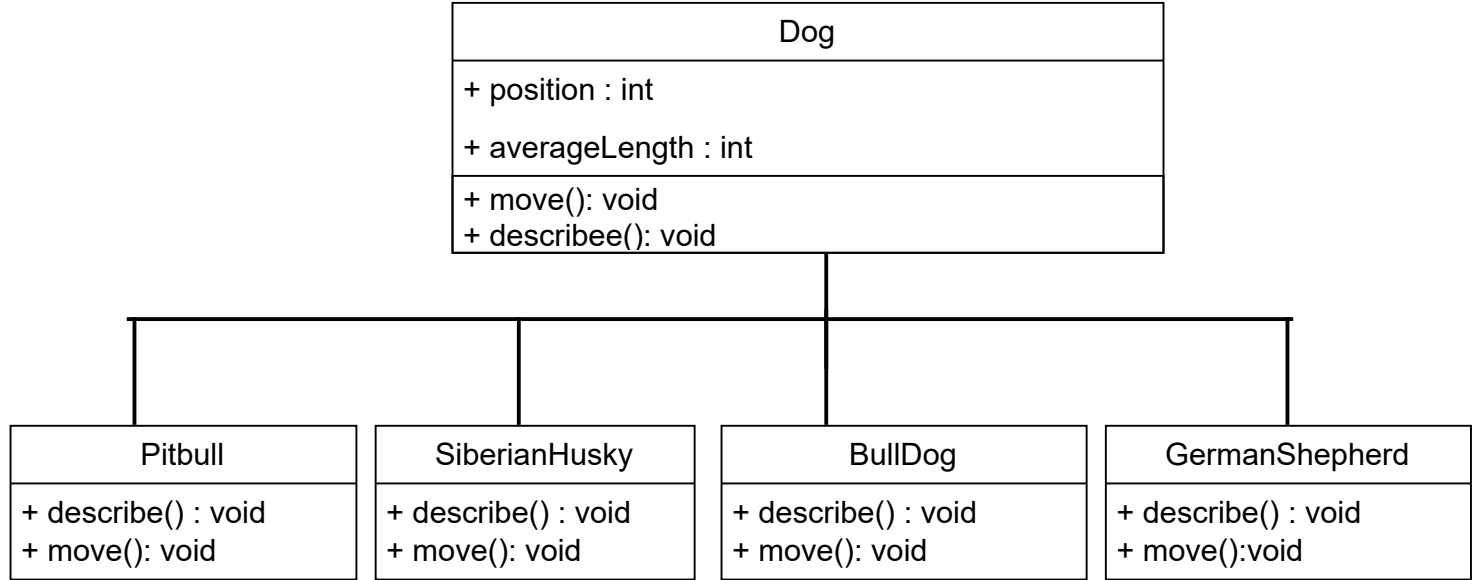 Dog
+ position : int
+ averageLength : int
+ move(): void
+ describee(): void
Pitbull
+ describe() : void
+ move(): void
SiberianHusky
+ describe() : void
+ move(): void
BullDog
+ describe() : void
+ move(): void
GermanShepherd
+ describe() : void
+ move():void